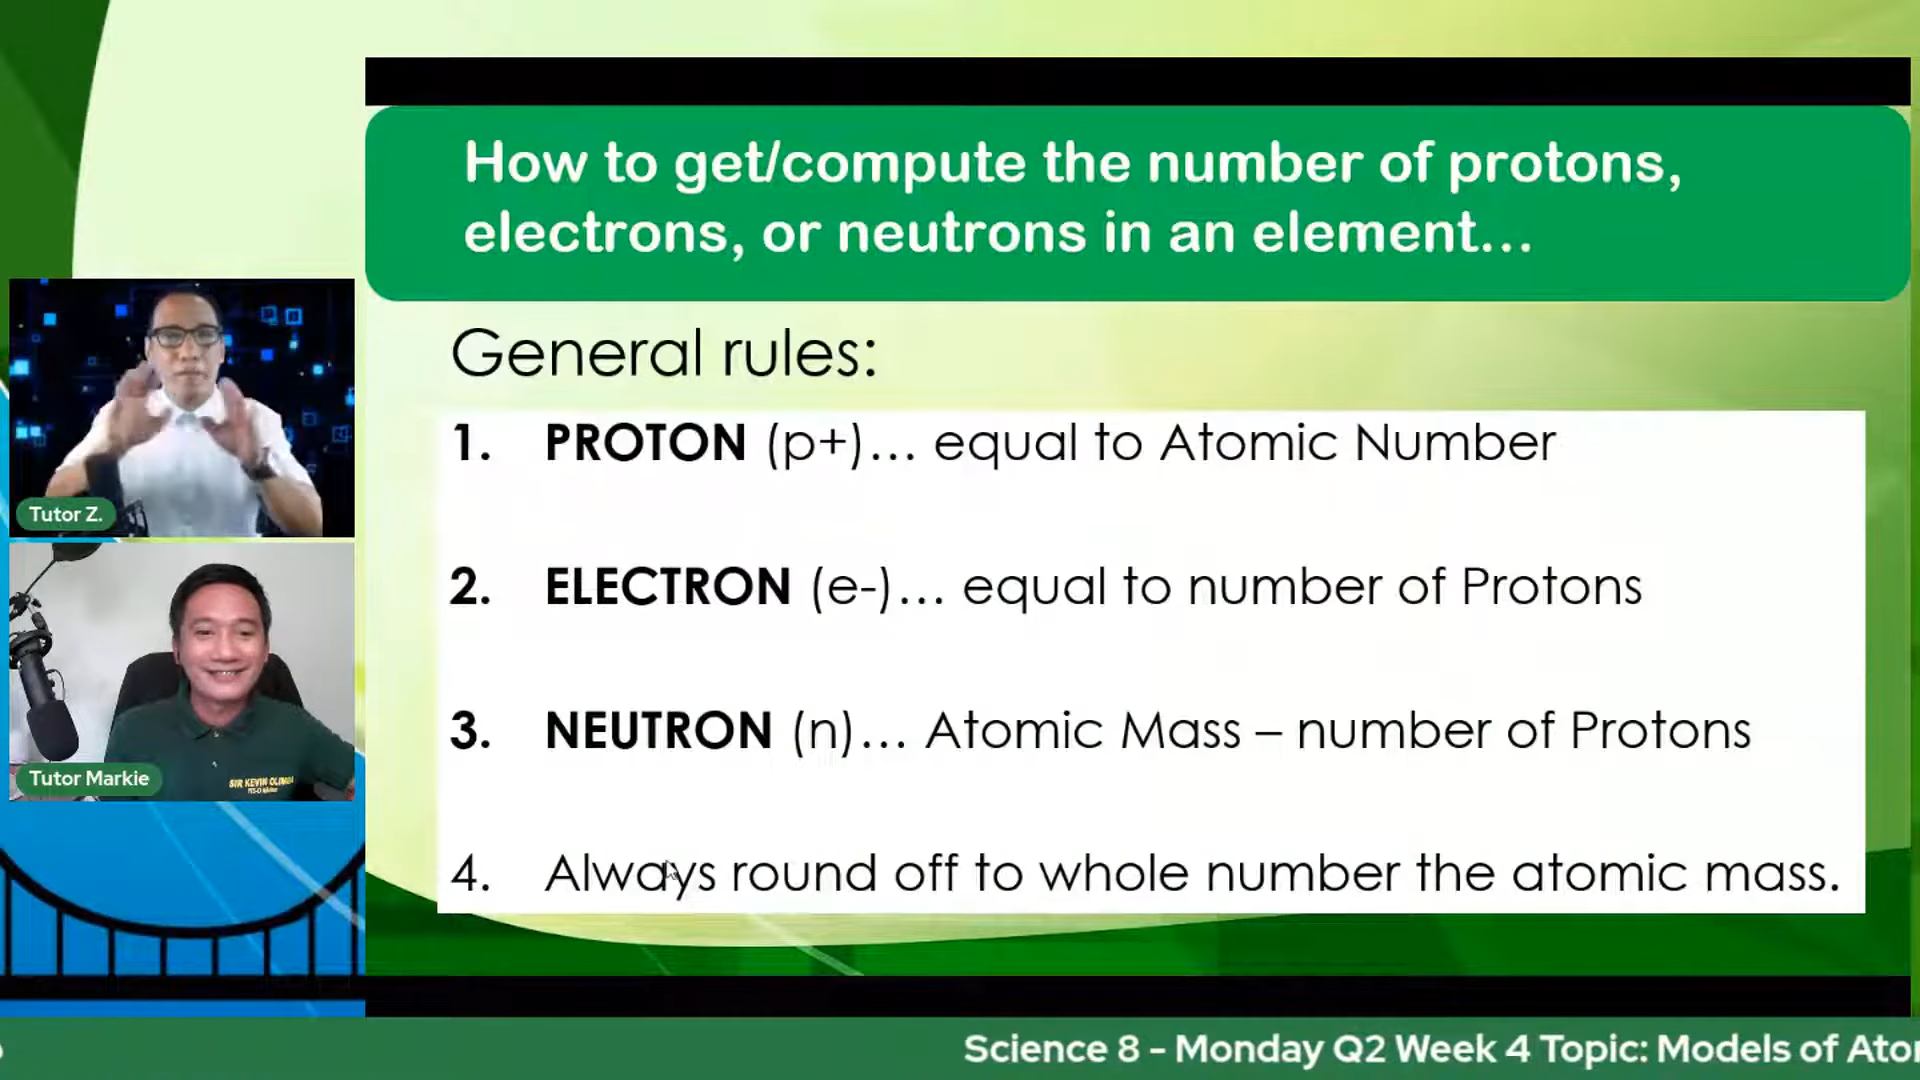 How to get/compute the number of protons,
electrons, or neutrons in an element...
General rules:
1. PROTON (p+)... equal to Atomic Number
2. ELECTRON (e-)... equal to number of Protons
3. NEUTRON (n)... Atomic Mass – number of Protons
4. Always round off to whole number the atomic mass.
Tutor Z.
SIR KEVIN
Tutor Markie
Science 8 - Monday Q2 Week 4 Topic: Models of Ato